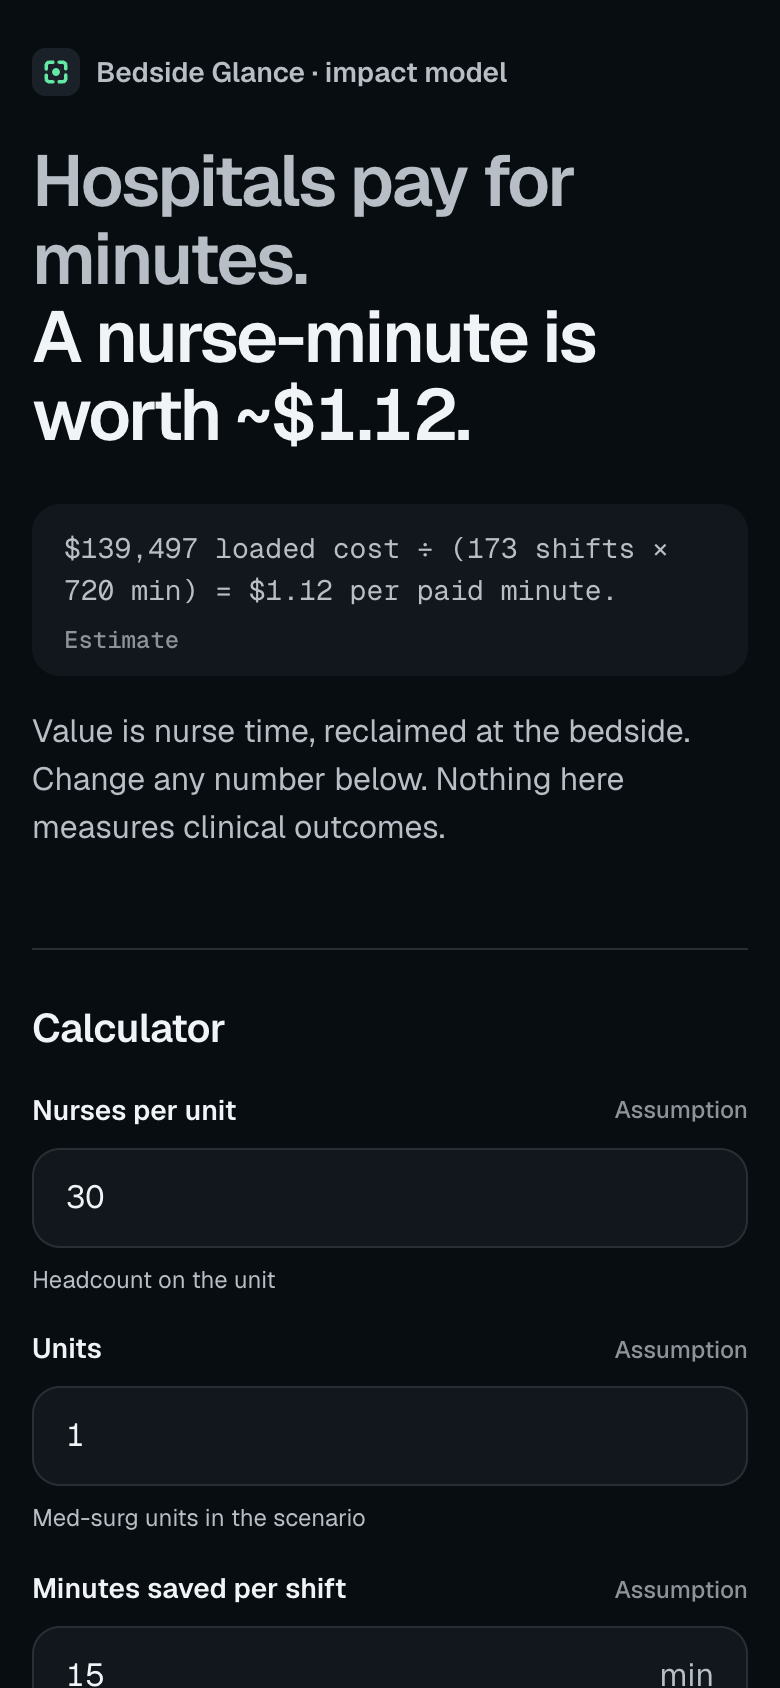 Bedside Glance · impact model
Hospitals pay for
minutes.
A nurse-minute is
worth ~$1.12.
$139,497 loaded cost ÷ (173 shifts ×
720 min) = $1.12 per paid minute.
Estimate
Value is nurse time, reclaimed at the bedside.
Change any number below. Nothing here
measures clinical outcomes.
Calculator
Nurses per unit Assumption
30
Headcount on the unit
Units Assumption
1
Med-surg units in the scenario
Minutes saved per shift Assumption
15 min